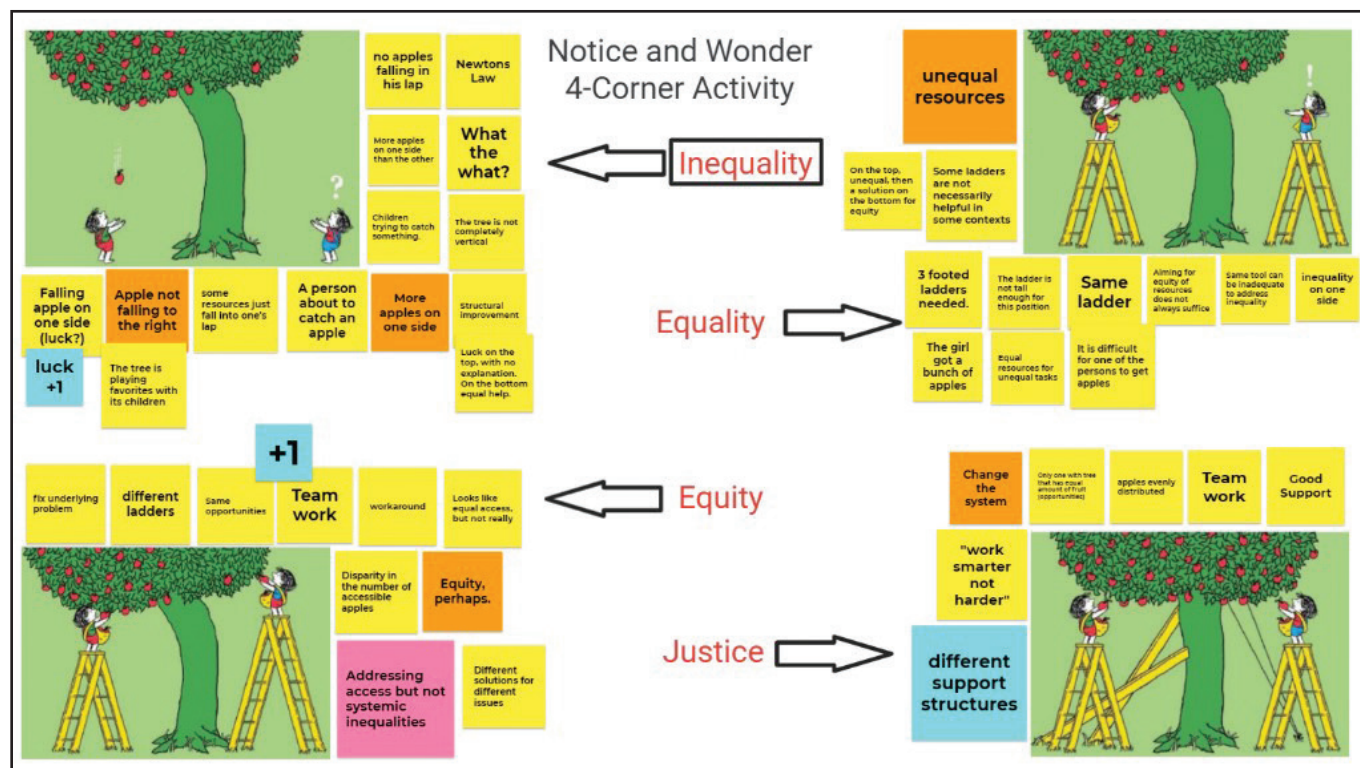 Notice and Wonder
4-Corner Activity
no apples
falling in
his lap
Newtons
Law
More apples
on one side
than the other
What
the
what?
Children
trying to catch
something.
The tree is not
completely
vertical
?
Falling
apple on
one side
(luck?)
Apple not
falling to
the right
some
resources just
fall into one's
lap
A person
about to
catch an
apple
More
apples on
one side
Structural
improvement
luck
+1
The tree is
playing
favorites with
its children
Luck on the
top, with no
explanation.
On the bottom
equal help.
Inequality
unequal
resources
On the top,
unequal, then
a solution on
the bottom for
equity
Some ladders
are not
necessarily
helpful in
some contexts
!
Equality
3 footed
ladders
needed.
The ladder is
not tall
enough for
this position
Same
ladder
Aiming for
equity of
resources
does not
always suffice
Same tool can
be inadequate
to address
inequality
inequality
on one
side
The girl
got a
bunch of
apples
Equal
resources for
unequal tasks
It is difficult
for one of the
persons to get
apples
+1
fix underlying
problem
different
ladders
Same
opportunities
Team
work
workaround
Looks like
equal access,
but not really
Equity
Disparity in
the number of
accessible
apples
Equity,
perhaps.
Addressing
access but not
systemic
inequalities
Different
solutions for
different
issues
Change
the
system
Only one with tree
that has equal
amount of fruit
(opportunities)
apples evenly
distributed
Team
work
Good
Support
"work
smarter
not
harder"
Justice
different
support
structures